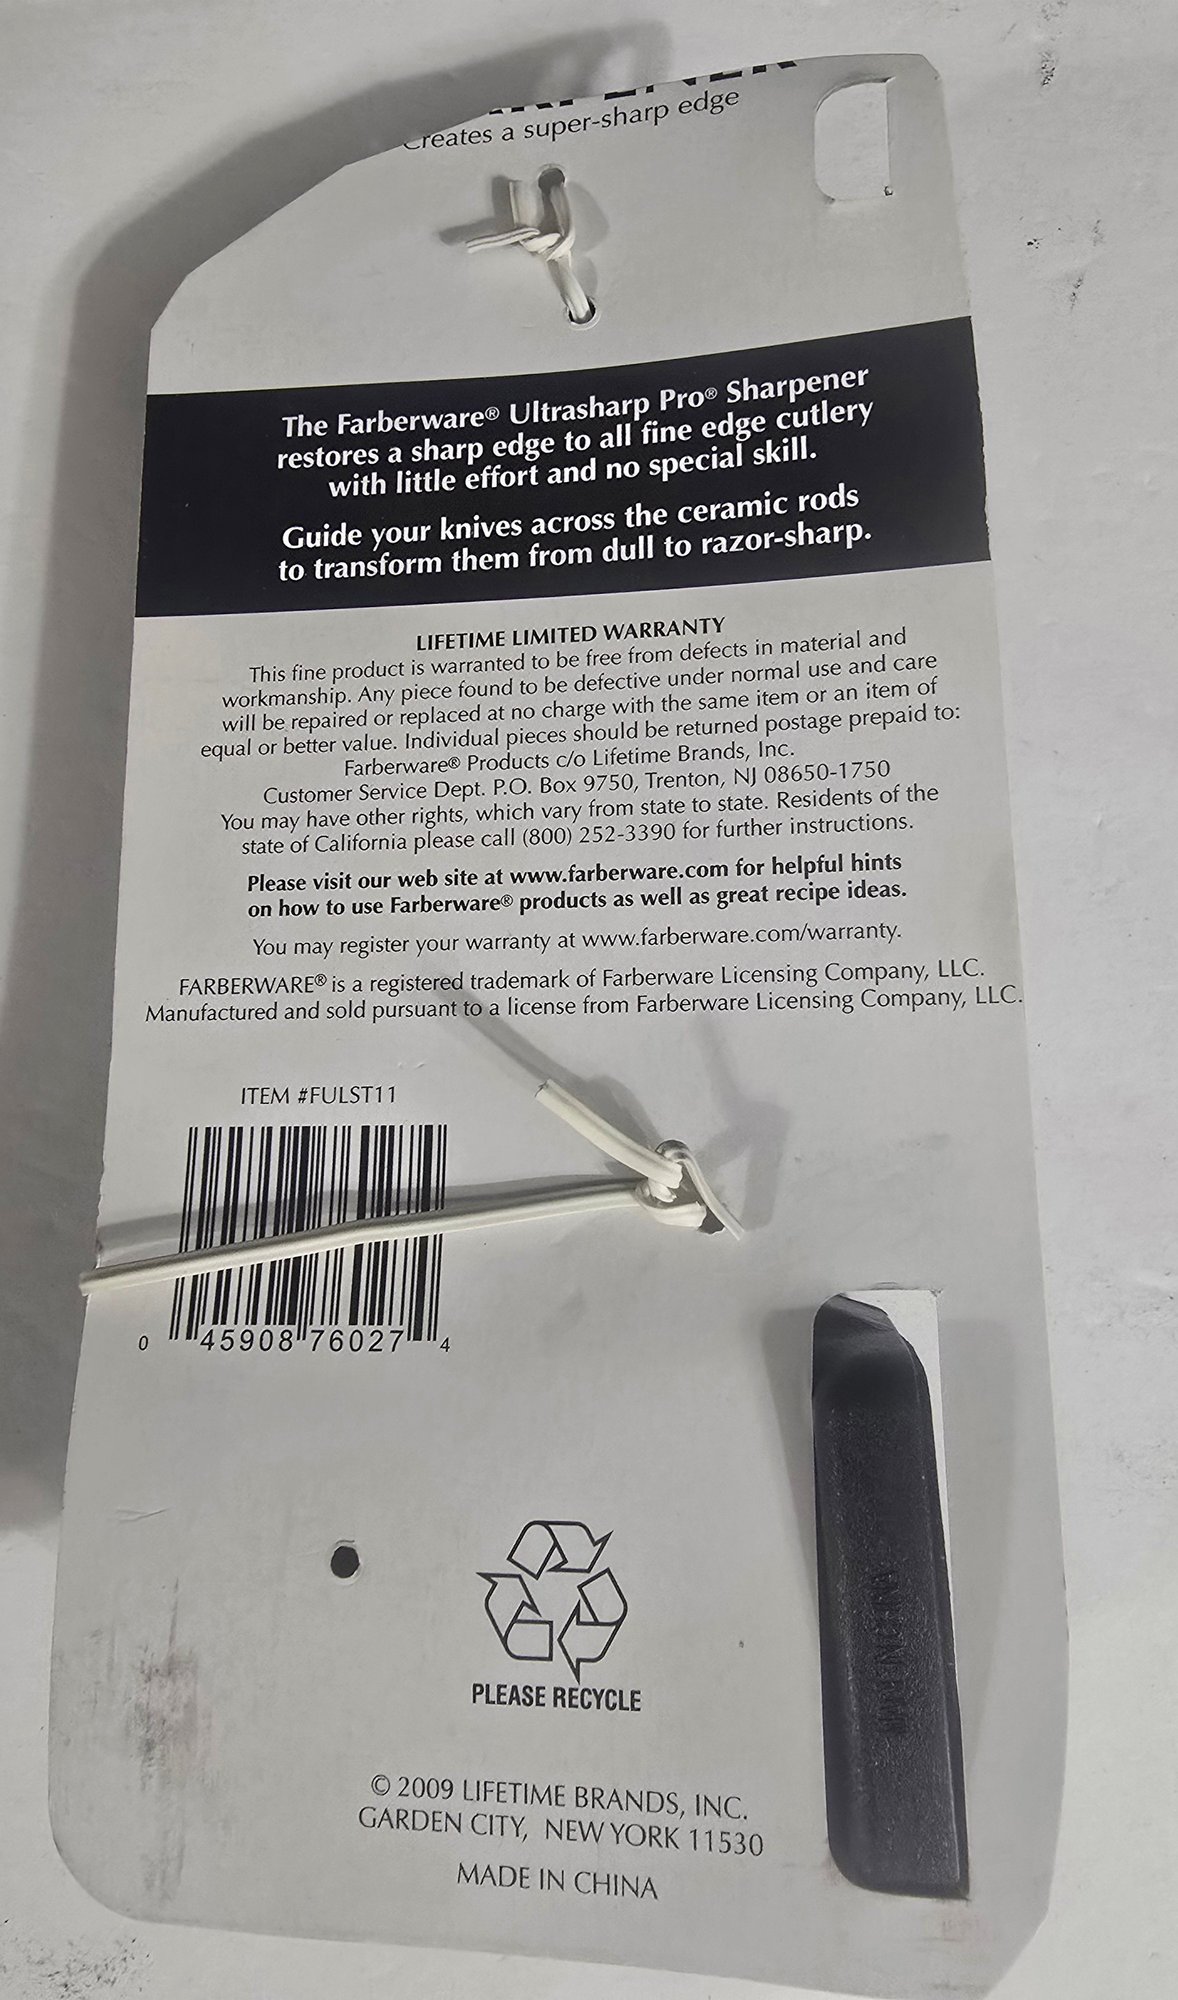 Creates a super-sharp edge
The Farberware® Ultrasharp Pro® Sharpener
restores a sharp edge to all fine edge cutlery
with little effort and no special skill.
Guide your knives across the ceramic rods
to transform them from dull to razor-sharp.
LIFETIME LIMITED WARRANTY
This fine product is warranted to be free from defects in material and
workmanship. Any piece found to be defective under normal use and care
will be repaired or replaced at no charge with the same item or an item of
equal or better value. Individual pieces should be returned postage prepaid to:
Farberware® Products c/o Lifetime Brands, Inc.
Customer Service Dept. P.O. Box 9750, Trenton, NJ 08650-1750
You may have other rights, which vary from state to state. Residents of the
state of California please call (800) 252-3390 for further instructions.
Please visit our web site at www.farberware.com for helpful hints
on how to use Farberware® products as well as great recipe ideas.
You may register your warranty at www.farberware.com/warranty.
FARBERWARE® is a registered trademark of Farberware Licensing Company, LLC.
Manufactured and sold pursuant to a license from Farberware Licensing Company, LLC.
ITEM #FULST11
0 45908 76027 4
PLEASE RECYCLE
© 2009 LIFETIME BRANDS, INC.
GARDEN CITY, NEW YORK 11530
MADE IN CHINA